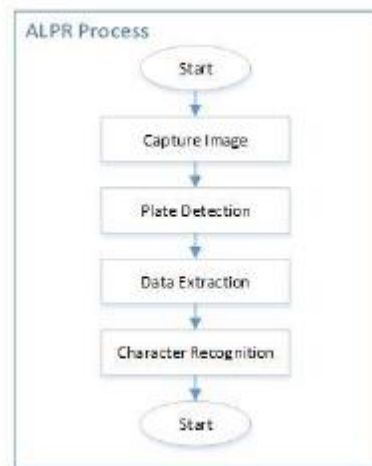 ALPR Process
Start
Capture Image
Plate Detection
Data Extraction
Character Recognition
Start